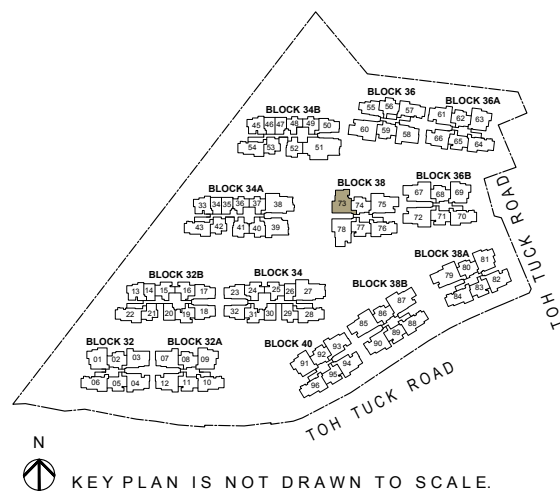 BLOCK 36
BLOCK 36A
55 56 57
61 62 63
60 59 58
66 65 64
BLOCK 34B
45 46 47 48 49 50
54 53 52 51
BLOCK 34A
33 34 35 36 37 38
43 42 41 40 39
BLOCK 38
73 74 75
78 77 76
BLOCK 36B
67 68 69
72 71 70
TOH TUCK ROAD
BLOCK 38A
79 80 81
84 83 82
BLOCK 32B
13 14 15 16 17
22 21 20 19 18
BLOCK 34
23 24 25 26 27
32 31 30 29 28
BLOCK 38B
85 86 87
90 89 88
BLOCK 32
01 02 03
06 05 04
BLOCK 32A
07 08 09
12 11 10
BLOCK 40
91 92 93
96 95 94
TOH TUCK ROAD
N
KEY PLAN IS NOT DRAWN TO SCALE.